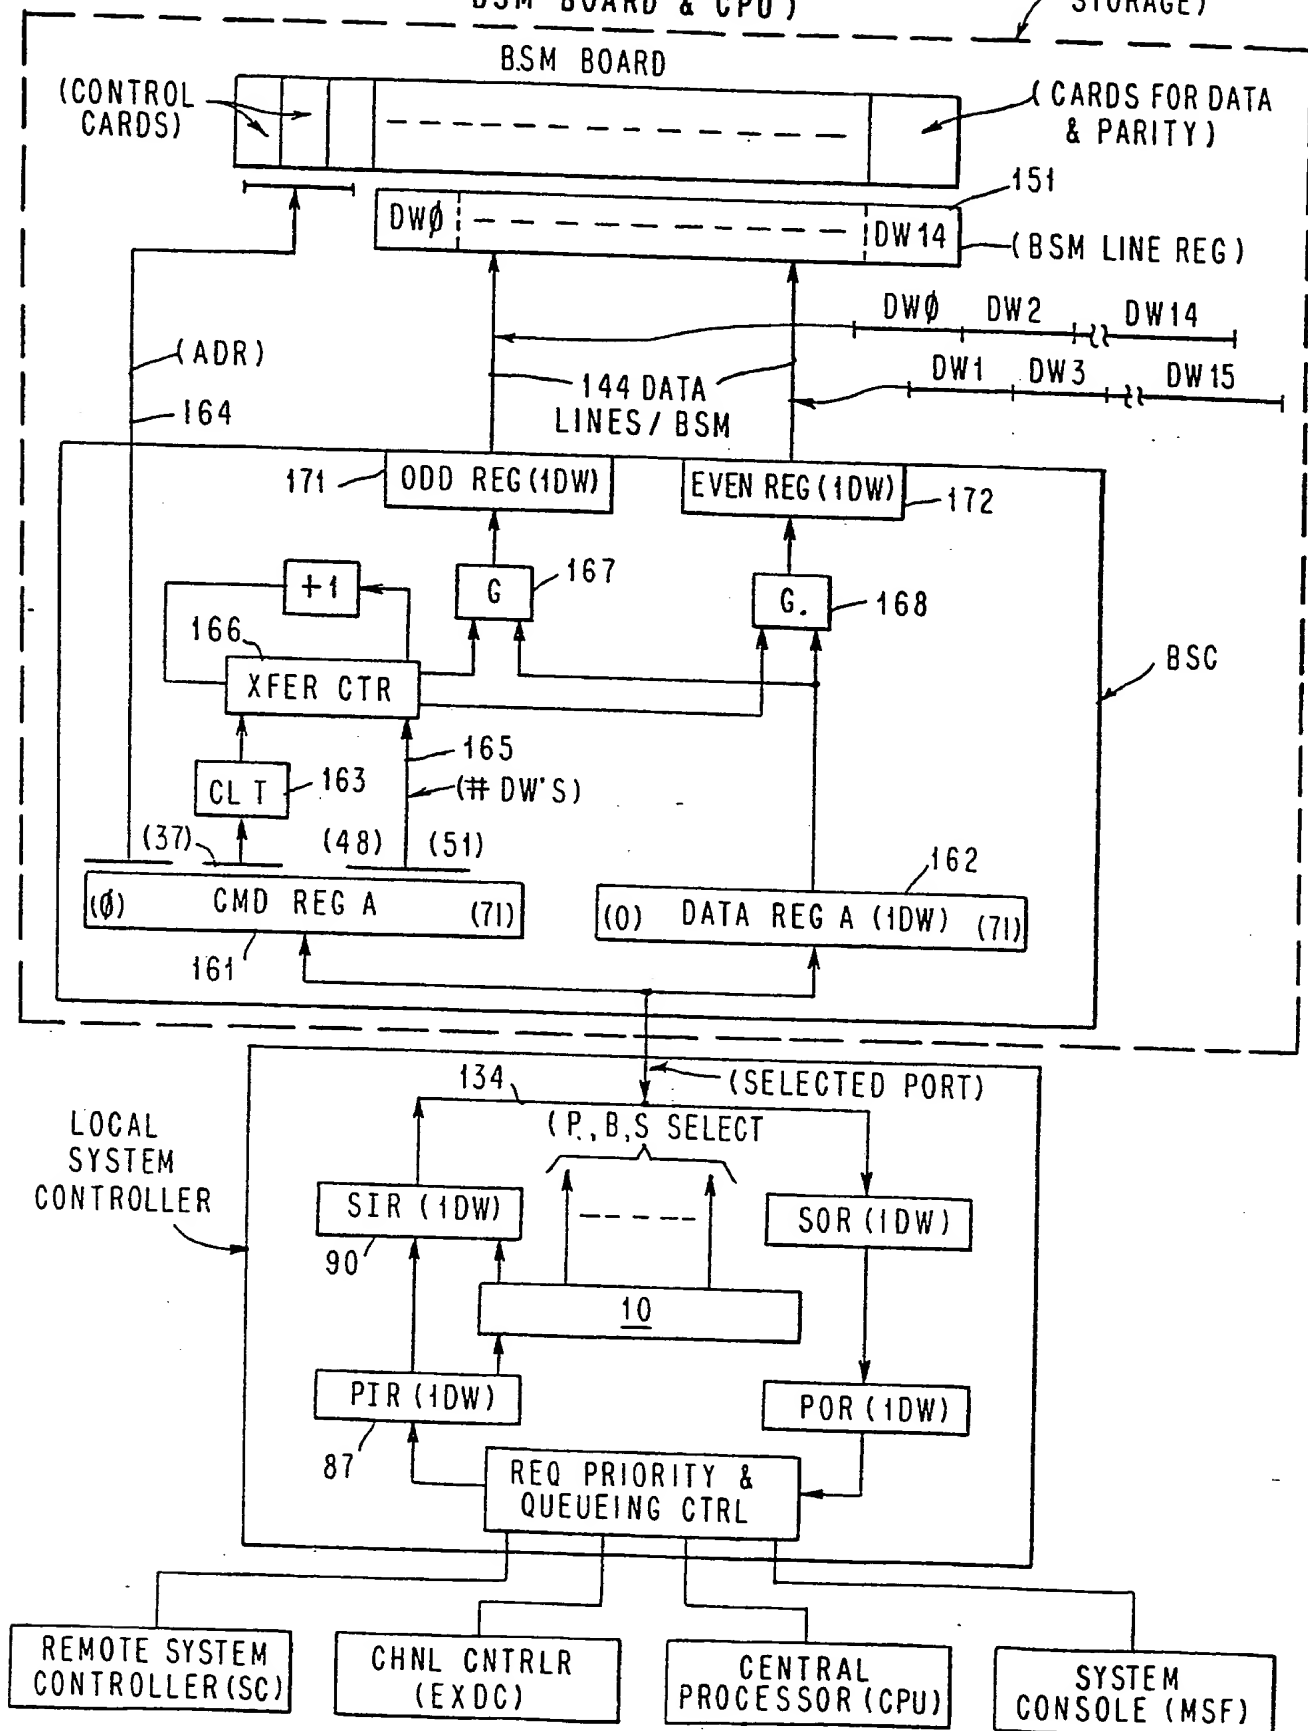 BSM BOARD & CPU)
STORAGE)
BSM BOARD
(CONTROL
CARDS)
(CARDS FOR DATA
& PARITY)
151
DWØ
DW14
(BSM LINE REG)
DWØ
DW2
DW14
(ADR)
DW1
DW3
DW15
144 DATA
LINES/BSM
164
171
ODD REG(1DW)
EVEN REG(1DW)
172
+1
G
167
G.
168
166
XFER CTR
BSC
165
CLT
163
(# DW'S)
(37)
(48)
(51)
162
(Ø)
CMD REG A
(71)
(0)
DATA REG A (1DW)
(71)
161
134
(SELECTED PORT)
(P.,B,S SELECT
LOCAL
SYSTEM
CONTROLLER
SIR (1DW)
SOR (1DW)
90
10
PIR (1DW)
POR (1DW)
87
REQ PRIORITY &
QUEUEING CTRL
REMOTE SYSTEM
CONTROLLER(SC)
CHNL CNTRLR
(EXDC)
CENTRAL
PROCESSOR(CPU)
SYSTEM
CONSOLE (MSF)